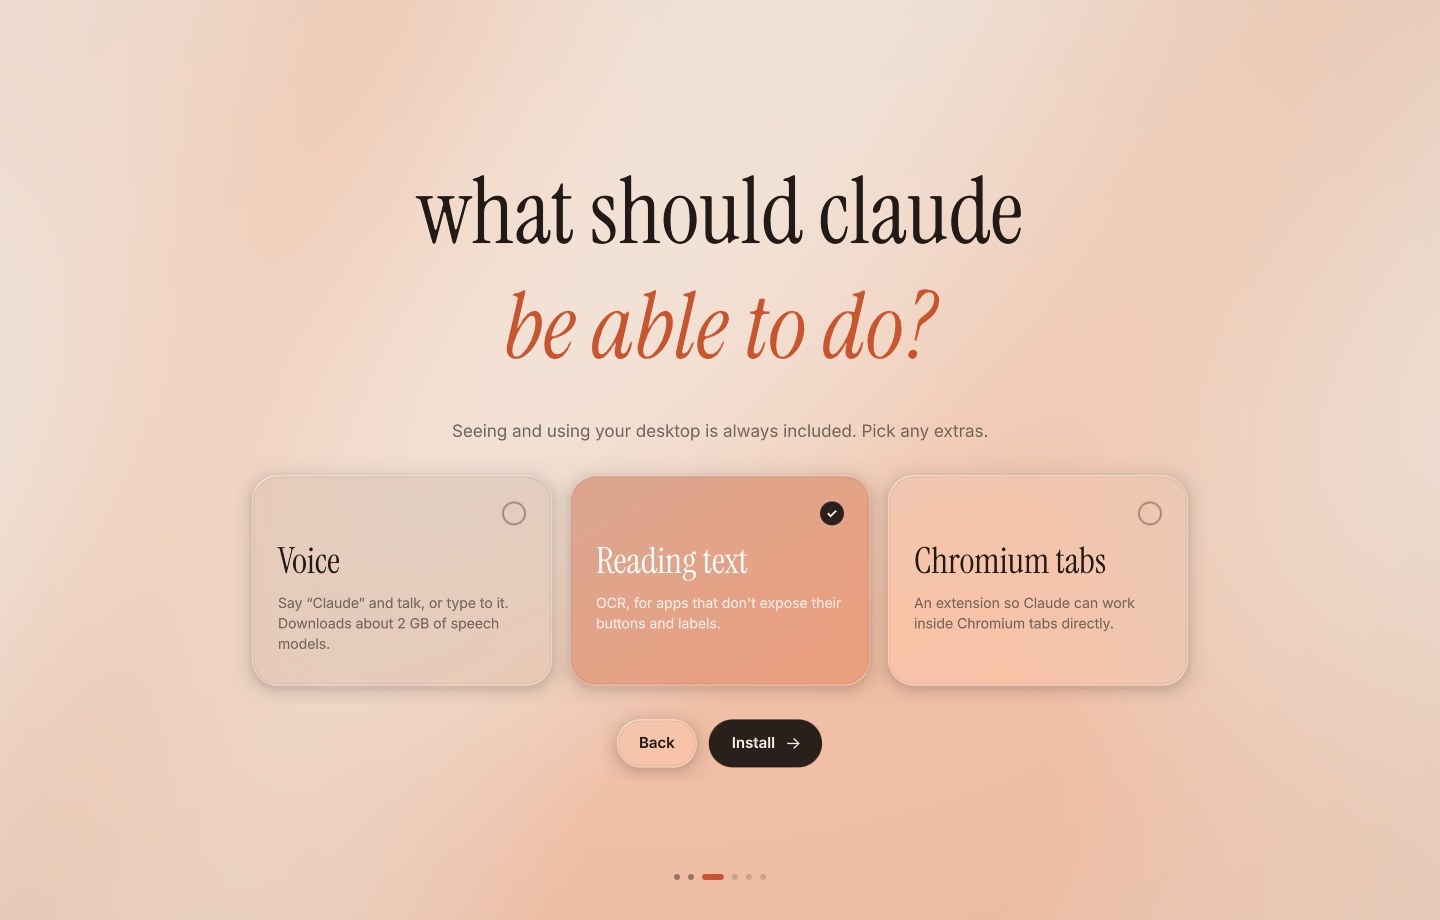 what should claude
be able to do?
Seeing and using your desktop is always included. Pick any extras.
Voice
Say “Claude” and talk, or type to it.
Downloads about 2 GB of speech
models.
Reading text
OCR, for apps that don't expose their
buttons and labels.
Chromium tabs
An extension so Claude can work
inside Chromium tabs directly.
Back
Install →